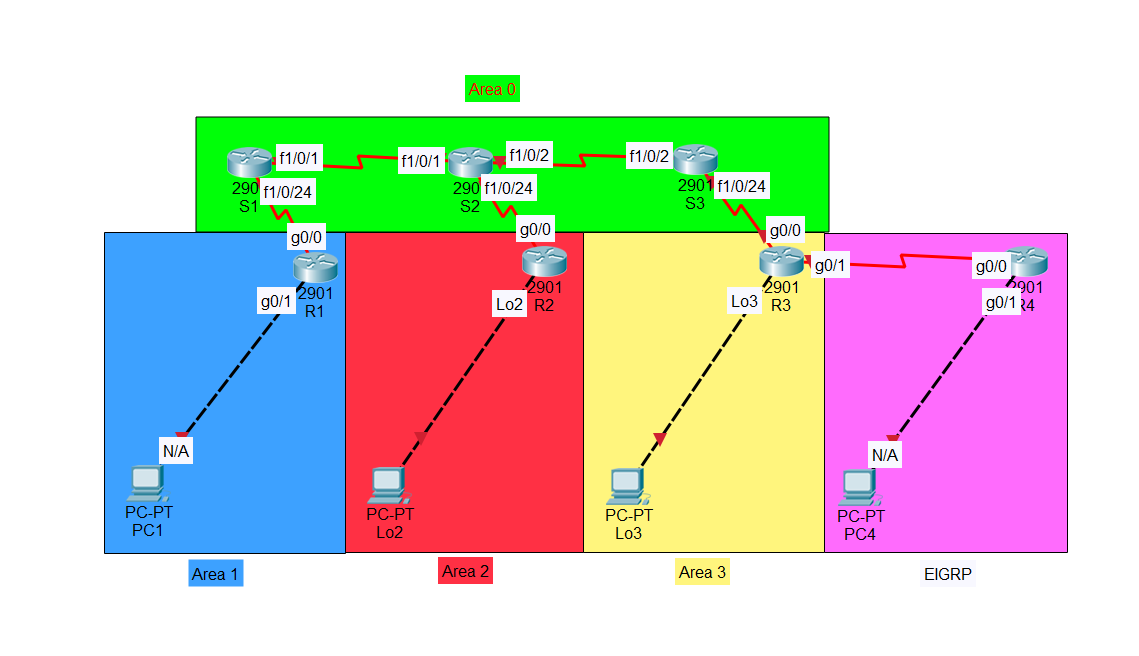 Area 0
f1/0/1
f1/0/1
f1/0/2
f1/0/2
290
S1
f1/0/24
290
S2
f1/0/24
2901
S3
f1/0/24
g0/0
g0/0
g0/0
g0/1
g0/0
2901
R1
g0/1
2901
R2
Lo2
2901
R3
Lo3
2901
R4
g0/1
N/A
N/A
PC-PT
PC1
PC-PT
Lo2
PC-PT
Lo3
PC-PT
PC4
Area 1
Area 2
Area 3
EIGRP